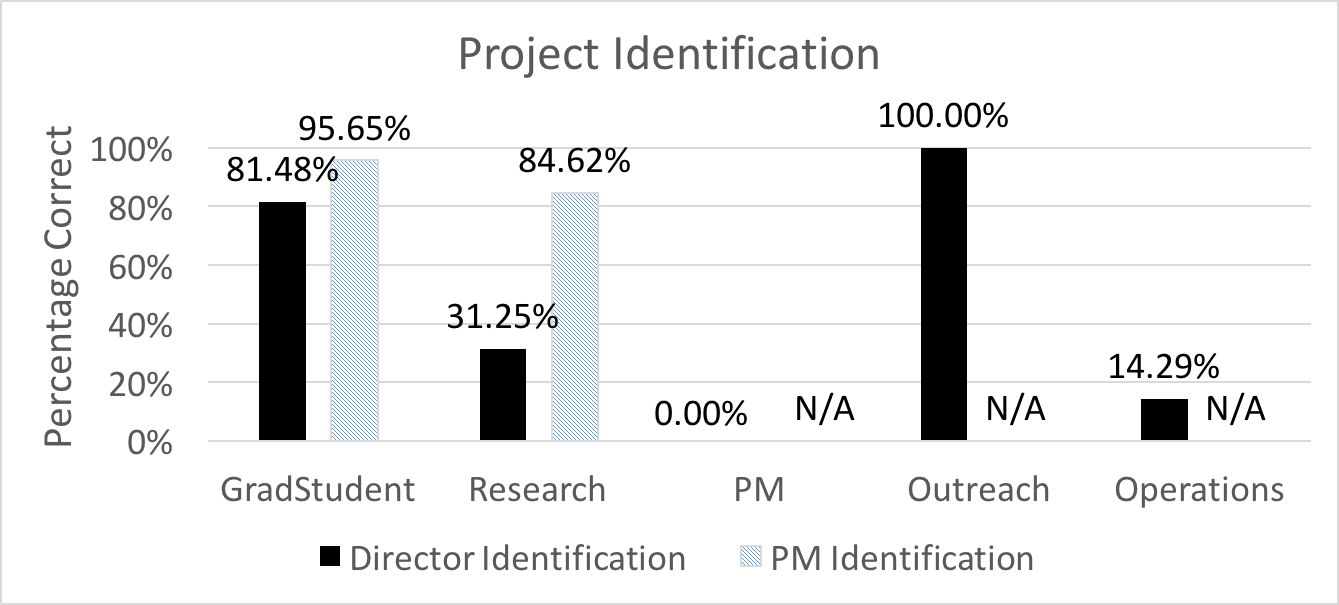 Project Identification
Percentage Correct
100%
80%
60%
40%
20%
0%
81.48%
95.65%
31.25%
84.62%
0.00%
N/A
100.00%
N/A
14.29%
N/A
GradStudent
Research
PM
Outreach
Operations
Director Identification
PM Identification